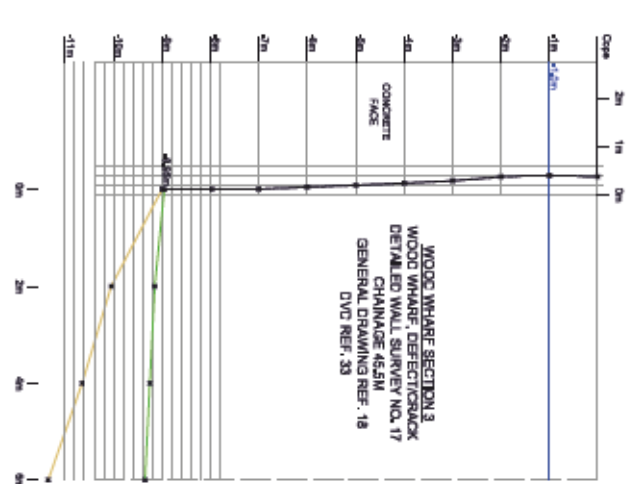 WOOD WHARF SECTION 3
WOOD WHARF, DEFECT/CRACK
DETAILED WALL SURVEY NO. 17
CHAINAGE 45.5M
GENERAL DRAWING REF. 18
DVD REF. 33
CONCRETE
FACE
Cope
-1m
-2m
-3m
-4m
-5m
-6m
-7m
-8m
-9m
-10m
-11m
2m
1m
0m
0m
2m
4m
6m